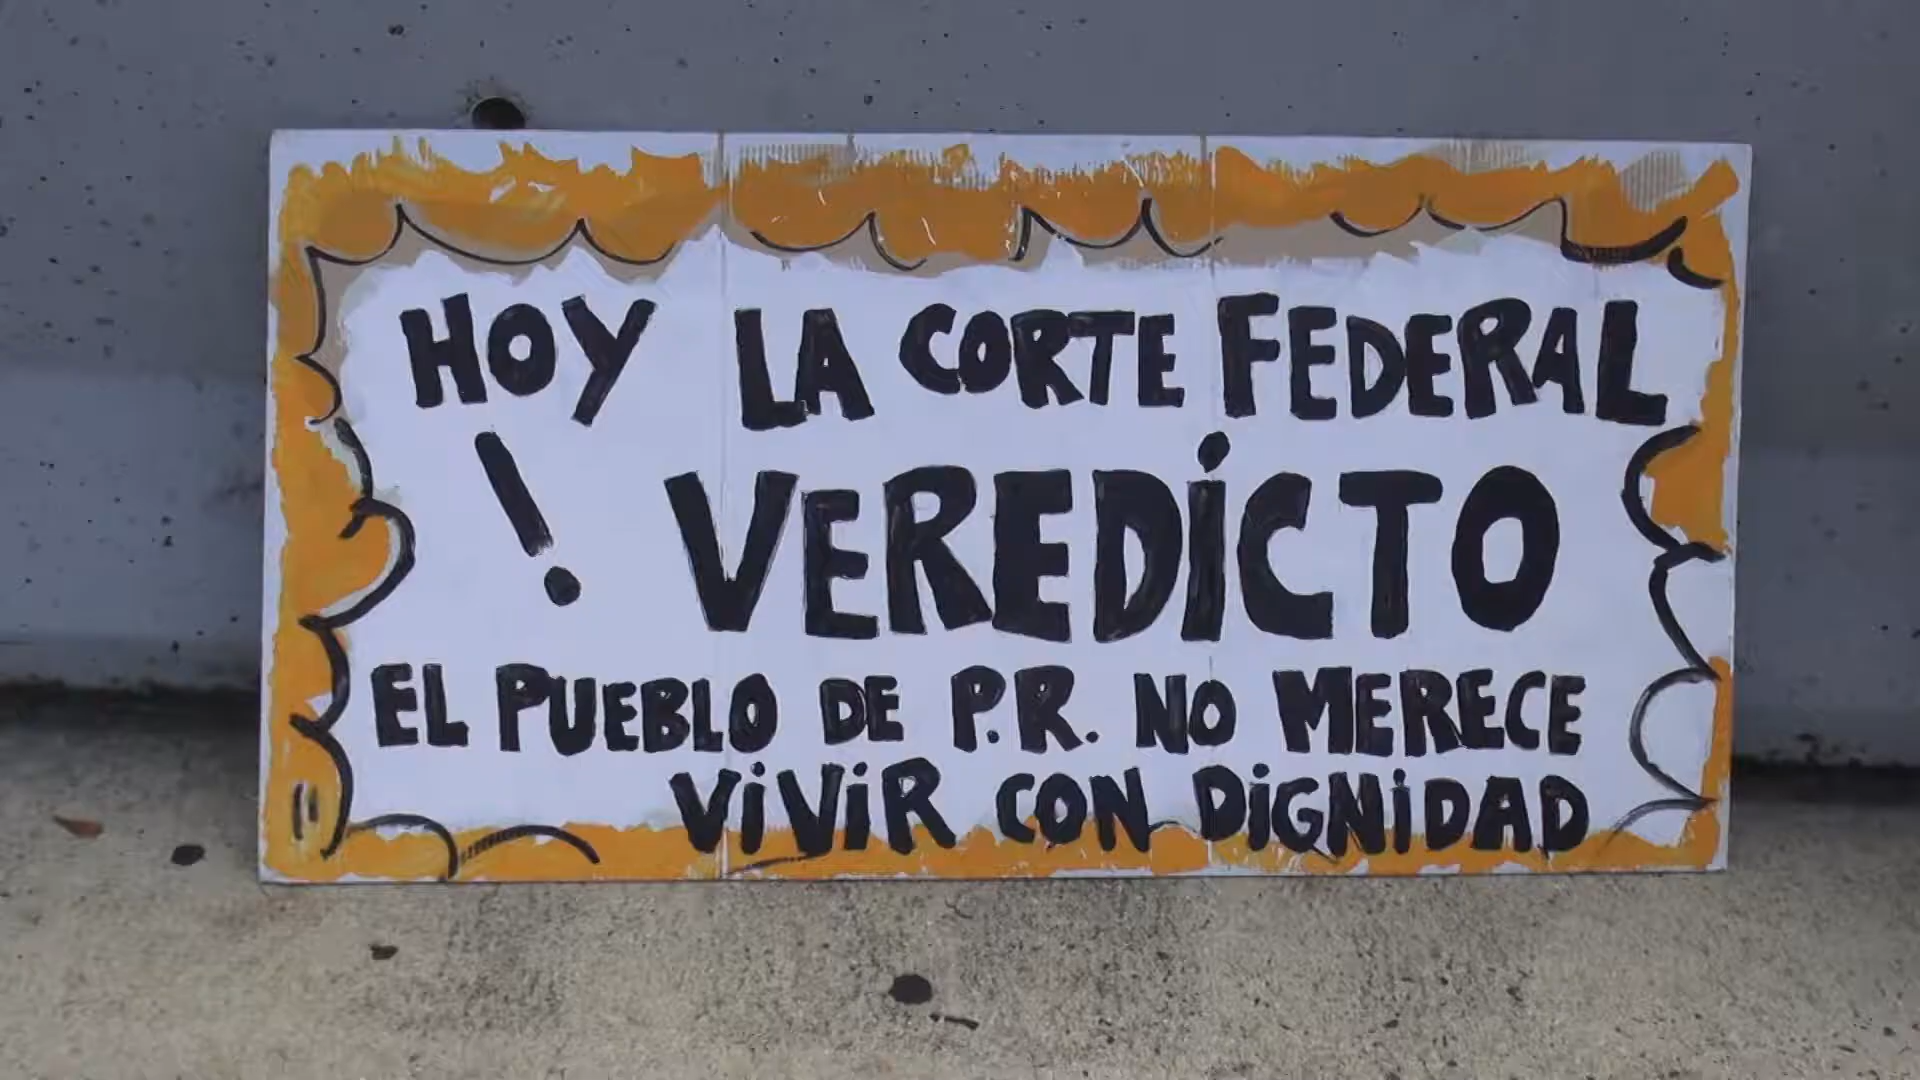 HOY LA CORTE FEDERAL
! VEREDICTO
EL PUEBLO DE P.R. NO MERECE
VIVIR CON DIGNIDAD